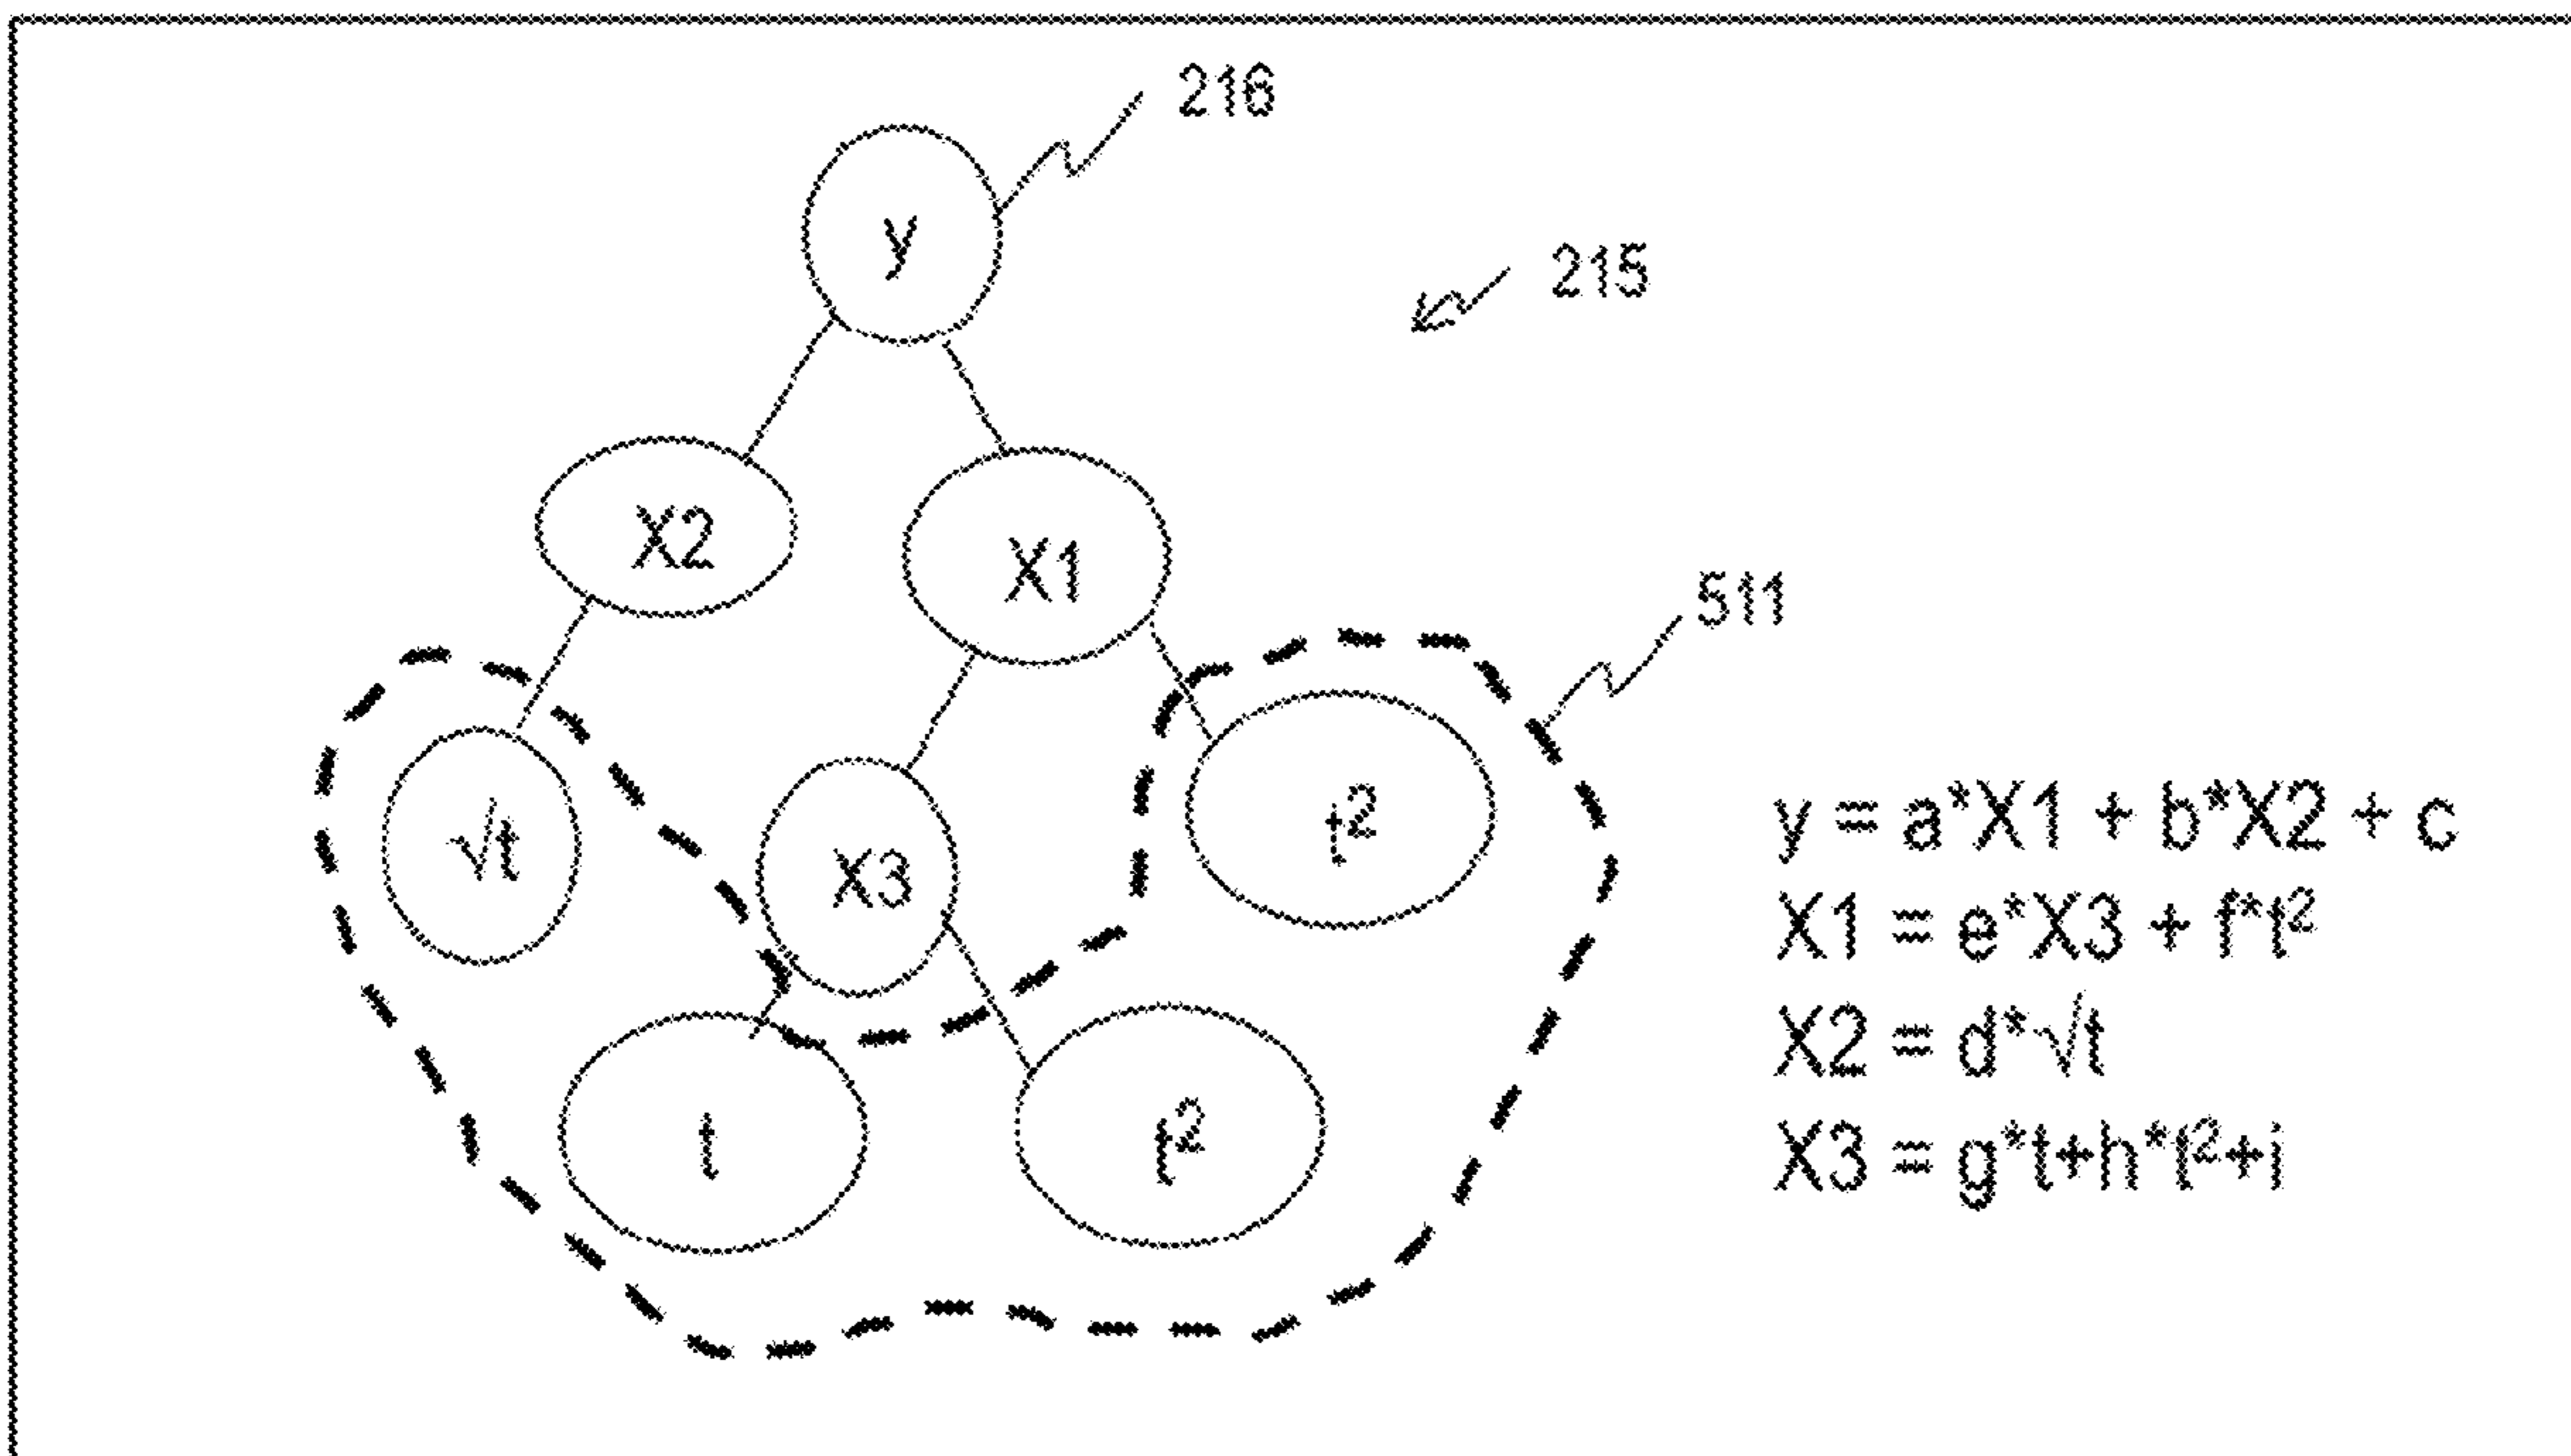 216
y
215
X2
X1
511
√t
X3
t²
t
t²
y = a*X1 + b*X2 + c
X1 = e*X3 + f*t²
X2 = d*√t
X3 = g*t+h*t²+i